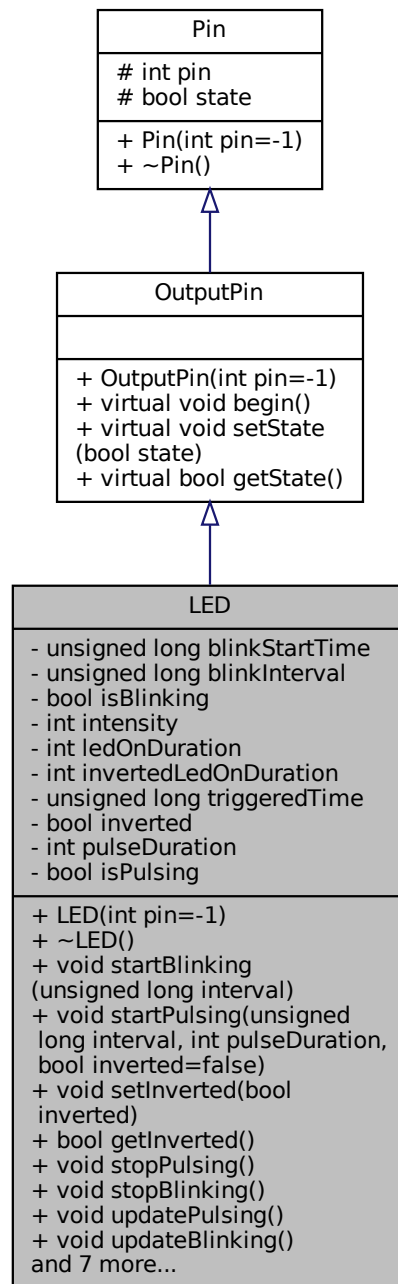 Pin
# int pin
# bool state
+ Pin(int pin=-1)
+ ~Pin()
OutputPin
+ OutputPin(int pin=-1)
+ virtual void begin()
+ virtual void setState
(bool state)
+ virtual bool getState()
LED
- unsigned long blinkStartTime
- unsigned long blinkInterval
- bool isBlinking
- int intensity
- int ledOnDuration
- int invertedLedOnDuration
- unsigned long triggeredTime
- bool inverted
- int pulseDuration
- bool isPulsing
+ LED(int pin=-1)
+ ~LED()
+ void startBlinking
(unsigned long interval)
+ void startPulsing(unsigned
long interval, int pulseDuration,
bool inverted=false)
+ void setInverted(bool
inverted)
+ bool getInverted()
+ void stopPulsing()
+ void stopBlinking()
+ void updatePulsing()
+ void updateBlinking()
and 7 more...